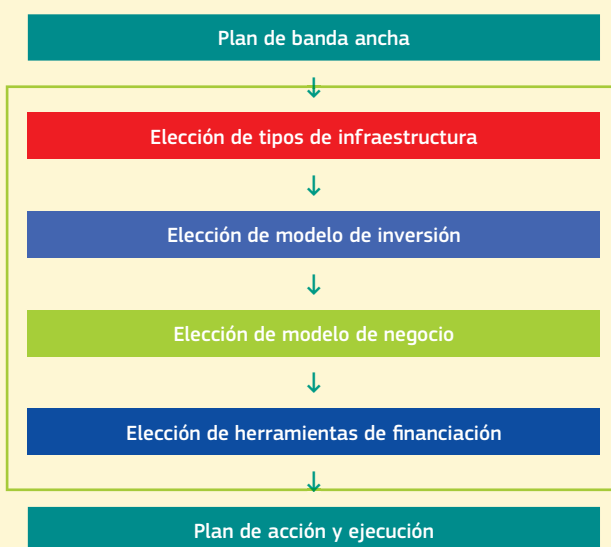 Plan de banda ancha
Elección de tipos de infraestructura
Elección de modelo de inversión
Elección de modelo de negocio
Elección de herramientas de financiación
Plan de acción y ejecución